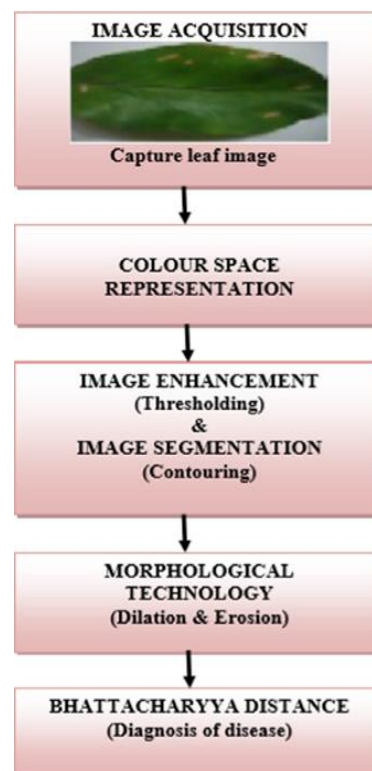 IMAGE ACQUISITION
Capture leaf image
COLOUR SPACE
REPRESENTATION
IMAGE ENHANCEMENT
(Thresholding)
&
IMAGE SEGMENTATION
(Contouring)
MORPHOLOGICAL
TECHNOLOGY
(Dilation & Erosion)
BHATTACHARYYA DISTANCE
(Diagnosis of disease)